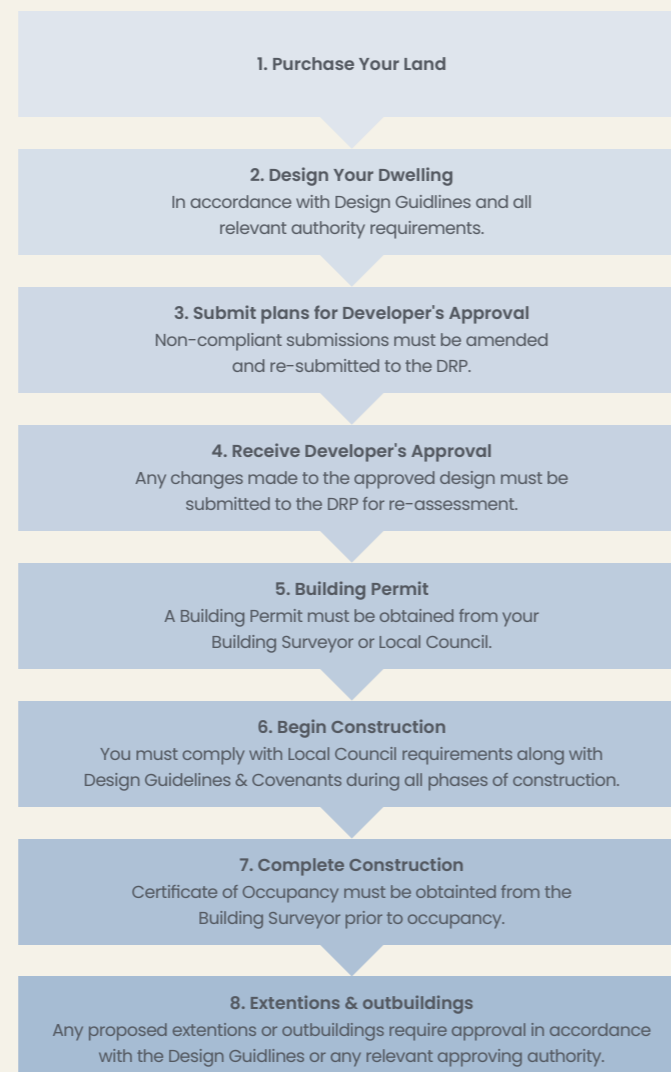 1. Purchase Your Land
2. Design Your Dwelling
In accordance with Design Guidlines and all
relevant authority requirements.
3. Submit plans for Developer's Approval
Non-compliant submissions must be amended
and re-submitted to the DRP.
4. Receive Developer's Approval
Any changes made to the approved design must be
submitted to the DRP for re-assessment.
5. Building Permit
A Building Permit must be obtained from your
Building Surveyor or Local Council.
6. Begin Construction
You must comply with Local Council requirements along with
Design Guidelines & Covenants during all phases of construction.
7. Complete Construction
Certificate of Occupancy must be obtainted from the
Building Surveyor prior to occupancy.
8. Extentions & outbuildings
Any proposed extentions or outbuildings require approval in accordance
with the Design Guidlines or any relevant approving authority.